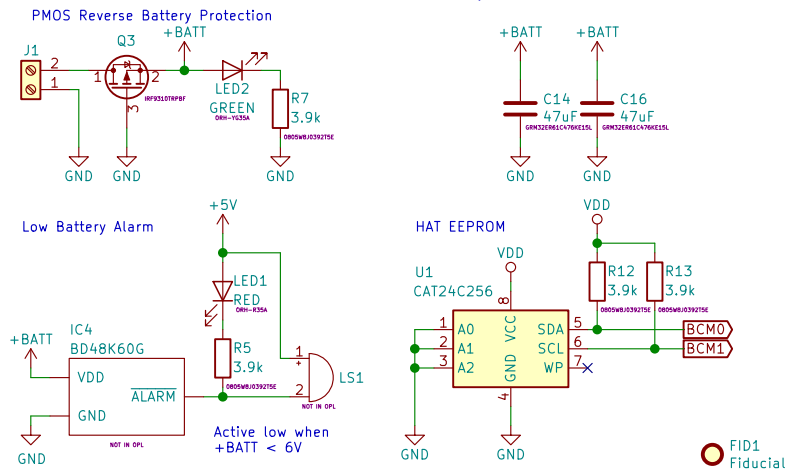 PMOS Reverse Battery Protection
J1
2
1
Q3
1
2
3
IRF9310TRPBF
+BATT
LED2
GREEN
ORH-YG35A
R7
3.9k
0805W8J0392T5E
GND
GND
GND
+BATT
+BATT
C14
47uF
GRM32ER61C476KE15L
C16
47uF
GRM32ER61C476KE15L
GND
GND
Low Battery Alarm
+5V
LED1
RED
ORH-R35A
+BATT
IC4
BD48K60G
VDD
GND
ALARM
NOT IN OPL
R5
3.9k
0805W8J0392T5E
1
+
2
LS1
NOT IN OPL
GND
Active low when
+BATT < 6V
HAT EEPROM
VDD
VDD
U1
CAT24C256
8
VCC
1 A0
2 A1
3 A2
SDA 5
SCL 6
WP 7
GND
4
R12
3.9k
0805W8J0392T5E
R13
3.9k
0805W8J0392T5E
BCM0
BCM1
GND
GND
FID1
Fiducial